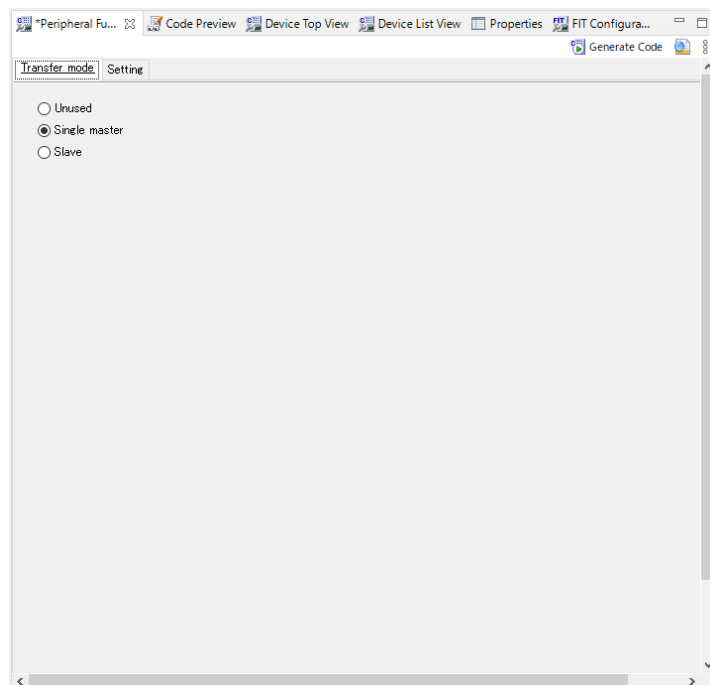 *Peripheral Fu... Code Preview Device Top View Device List View Properties FIT FIT Configura...
Generate Code
Transfer mode Setting
Unused
Single master
Slave